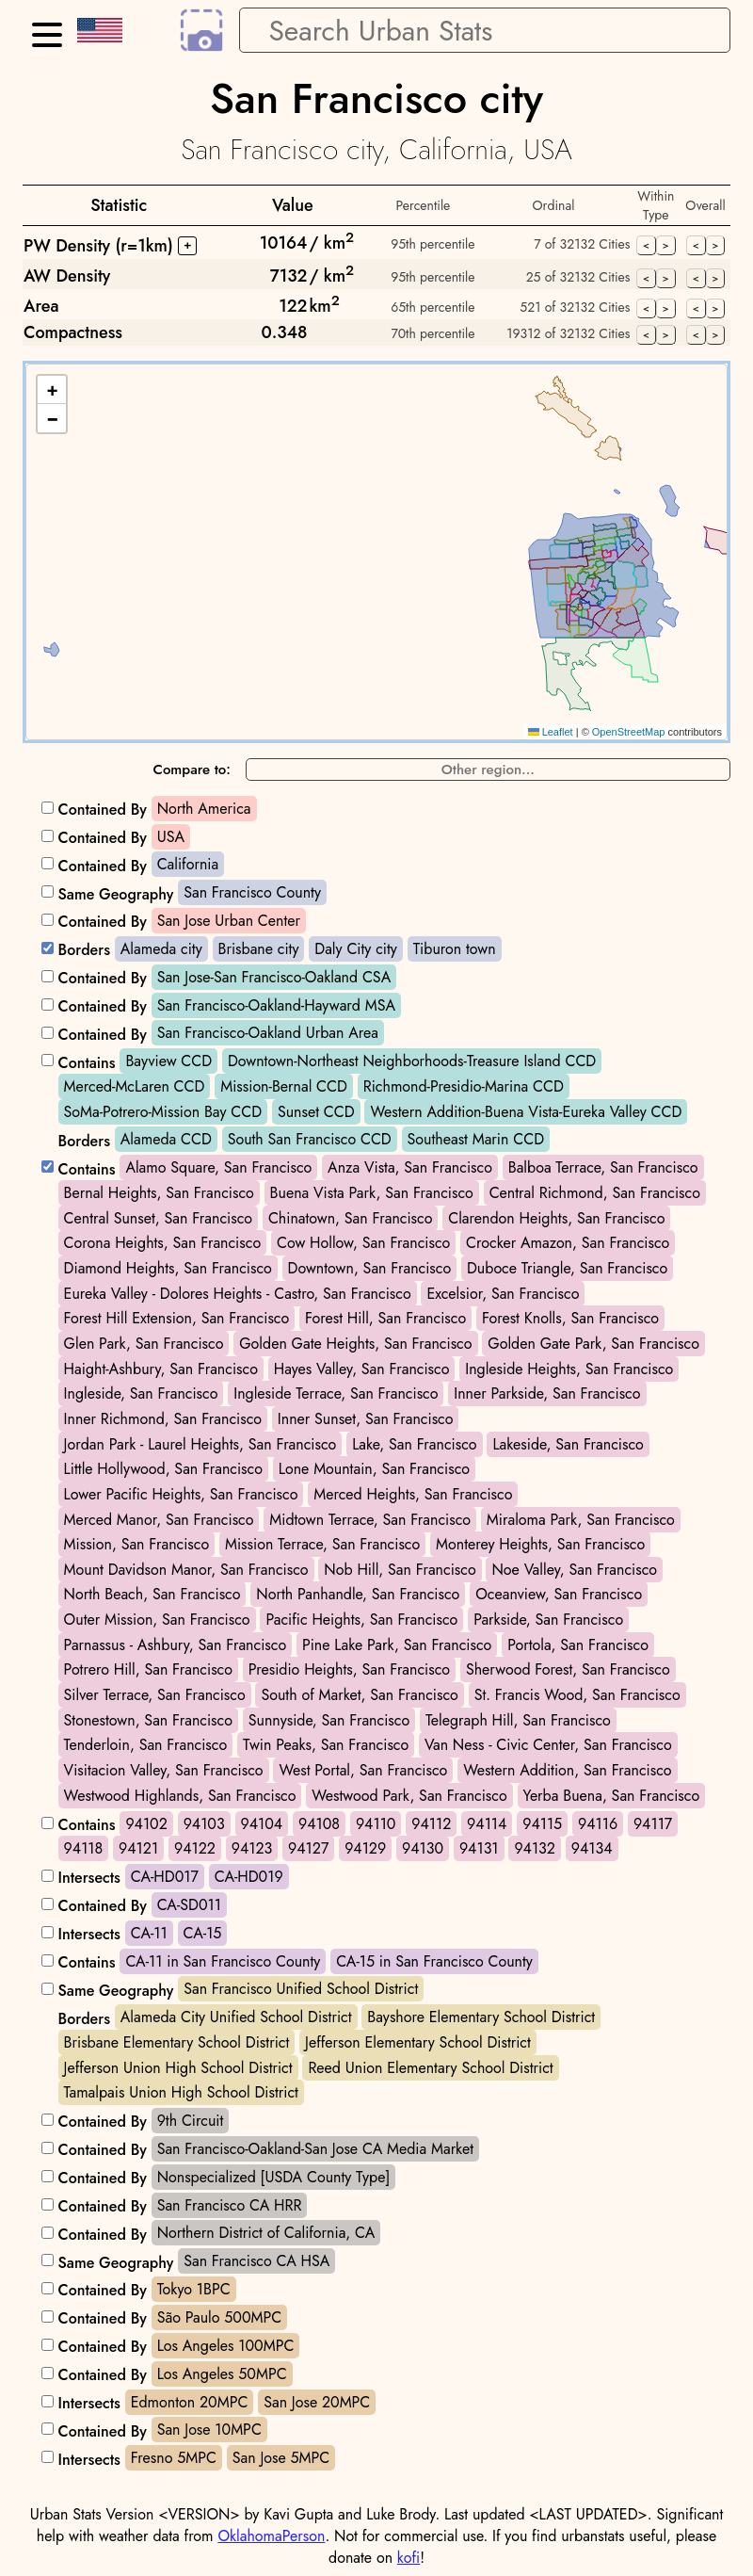 Search Urban Stats
San Francisco city
San Francisco city, California, USA
Statistic Value Percentile Ordinal Within Type Overall
PW Density (r=1km) + 10164 / km2 95th percentile 7 of 32132 Cities < > < >
AW Density 7132 / km2 95th percentile 25 of 32132 Cities < > < >
Area 122 km2 65th percentile 521 of 32132 Cities < > < >
Compactness 0.348 70th percentile 19312 of 32132 Cities < > < >
+
−
Leaflet | © OpenStreetMap contributors
Compare to: Other region...
Contained By North America
Contained By USA
Contained By California
Same Geography San Francisco County
Contained By San Jose Urban Center
Borders Alameda city Brisbane city Daly City city Tiburon town
Contained By San Jose-San Francisco-Oakland CSA
Contained By San Francisco-Oakland-Hayward MSA
Contained By San Francisco-Oakland Urban Area
Contains Bayview CCD Downtown-Northeast Neighborhoods-Treasure Island CCD
Merced-McLaren CCD Mission-Bernal CCD Richmond-Presidio-Marina CCD
SoMa-Potrero-Mission Bay CCD Sunset CCD Western Addition-Buena Vista-Eureka Valley CCD
Borders Alameda CCD South San Francisco CCD Southeast Marin CCD
Contains Alamo Square, San Francisco Anza Vista, San Francisco Balboa Terrace, San Francisco
Bernal Heights, San Francisco Buena Vista Park, San Francisco Central Richmond, San Francisco
Central Sunset, San Francisco Chinatown, San Francisco Clarendon Heights, San Francisco
Corona Heights, San Francisco Cow Hollow, San Francisco Crocker Amazon, San Francisco
Diamond Heights, San Francisco Downtown, San Francisco Duboce Triangle, San Francisco
Eureka Valley - Dolores Heights - Castro, San Francisco Excelsior, San Francisco
Forest Hill Extension, San Francisco Forest Hill, San Francisco Forest Knolls, San Francisco
Glen Park, San Francisco Golden Gate Heights, San Francisco Golden Gate Park, San Francisco
Haight-Ashbury, San Francisco Hayes Valley, San Francisco Ingleside Heights, San Francisco
Ingleside, San Francisco Ingleside Terrace, San Francisco Inner Parkside, San Francisco
Inner Richmond, San Francisco Inner Sunset, San Francisco
Jordan Park - Laurel Heights, San Francisco Lake, San Francisco Lakeside, San Francisco
Little Hollywood, San Francisco Lone Mountain, San Francisco
Lower Pacific Heights, San Francisco Merced Heights, San Francisco
Merced Manor, San Francisco Midtown Terrace, San Francisco Miraloma Park, San Francisco
Mission, San Francisco Mission Terrace, San Francisco Monterey Heights, San Francisco
Mount Davidson Manor, San Francisco Nob Hill, San Francisco Noe Valley, San Francisco
North Beach, San Francisco North Panhandle, San Francisco Oceanview, San Francisco
Outer Mission, San Francisco Pacific Heights, San Francisco Parkside, San Francisco
Parnassus - Ashbury, San Francisco Pine Lake Park, San Francisco Portola, San Francisco
Potrero Hill, San Francisco Presidio Heights, San Francisco Sherwood Forest, San Francisco
Silver Terrace, San Francisco South of Market, San Francisco St. Francis Wood, San Francisco
Stonestown, San Francisco Sunnyside, San Francisco Telegraph Hill, San Francisco
Tenderloin, San Francisco Twin Peaks, San Francisco Van Ness - Civic Center, San Francisco
Visitacion Valley, San Francisco West Portal, San Francisco Western Addition, San Francisco
Westwood Highlands, San Francisco Westwood Park, San Francisco Yerba Buena, San Francisco
Contains 94102 94103 94104 94108 94110 94112 94114 94115 94116 94117
94118 94121 94122 94123 94127 94129 94130 94131 94132 94134
Intersects CA-HD017 CA-HD019
Contained By CA-SD011
Intersects CA-11 CA-15
Contains CA-11 in San Francisco County CA-15 in San Francisco County
Same Geography San Francisco Unified School District
Borders Alameda City Unified School District Bayshore Elementary School District
Brisbane Elementary School District Jefferson Elementary School District
Jefferson Union High School District Reed Union Elementary School District
Tamalpais Union High School District
Contained By 9th Circuit
Contained By San Francisco-Oakland-San Jose CA Media Market
Contained By Nonspecialized [USDA County Type]
Contained By San Francisco CA HRR
Contained By Northern District of California, CA
Same Geography San Francisco CA HSA
Contained By Tokyo 1BPC
Contained By São Paulo 500MPC
Contained By Los Angeles 100MPC
Contained By Los Angeles 50MPC
Intersects Edmonton 20MPC San Jose 20MPC
Contained By San Jose 10MPC
Intersects Fresno 5MPC San Jose 5MPC
Urban Stats Version <VERSION> by Kavi Gupta and Luke Brody. Last updated <LAST UPDATED>. Significant
help with weather data from OklahomaPerson. Not for commercial use. If you find urbanstats useful, please
donate on kofi!